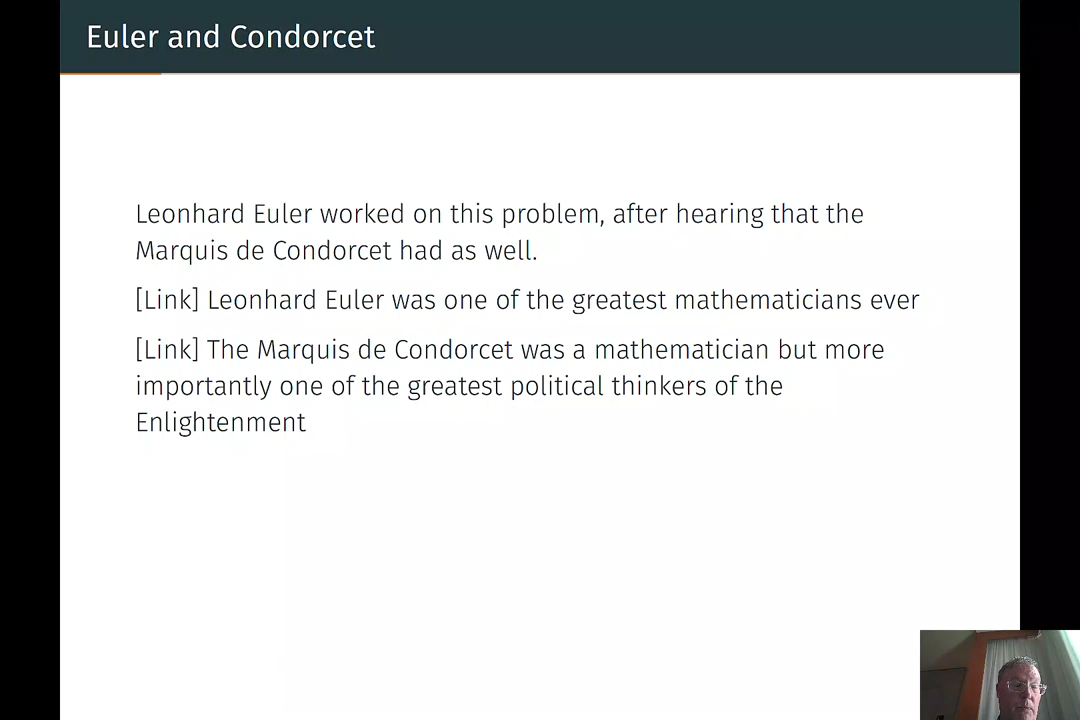 Euler and Condorcet
Leonhard Euler worked on this problem, after hearing that the
Marquis de Condorcet had as well.
[Link] Leonhard Euler was one of the greatest mathematicians ever
[Link] The Marquis de Condorcet was a mathematician but more
importantly one of the greatest political thinkers of the
Enlightenment